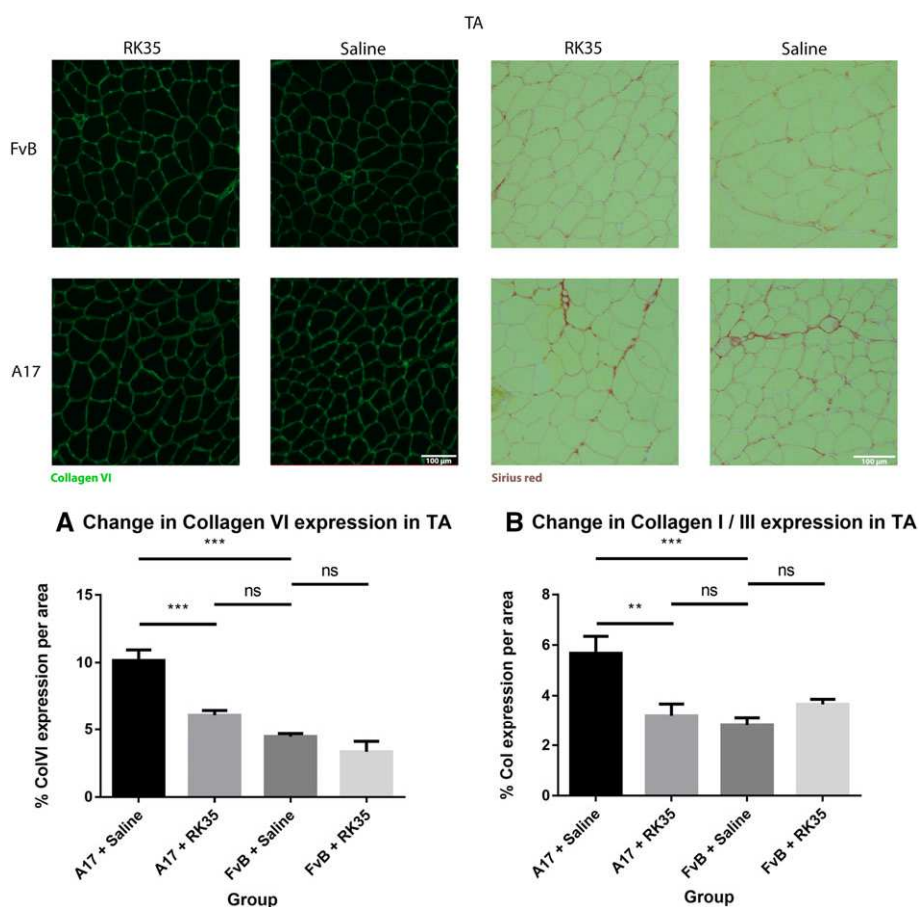 TA
RK35 Saline RK35 Saline
FvB
A17
100 µm 100 µm
Collagen VI Sirius red
A Change in Collagen VI expression in TA
***
ns
*** ns
% ColVI expression per area
15
10
5
0
A17 + Saline A17 + RK35 FvB + Saline FvB + RK35
Group
B Change in Collagen I / III expression in TA
***
ns
** ns
% Col expression per area
8
6
4
2
0
A17 + Saline A17 + RK35 FvB + Saline FvB + RK35
Group